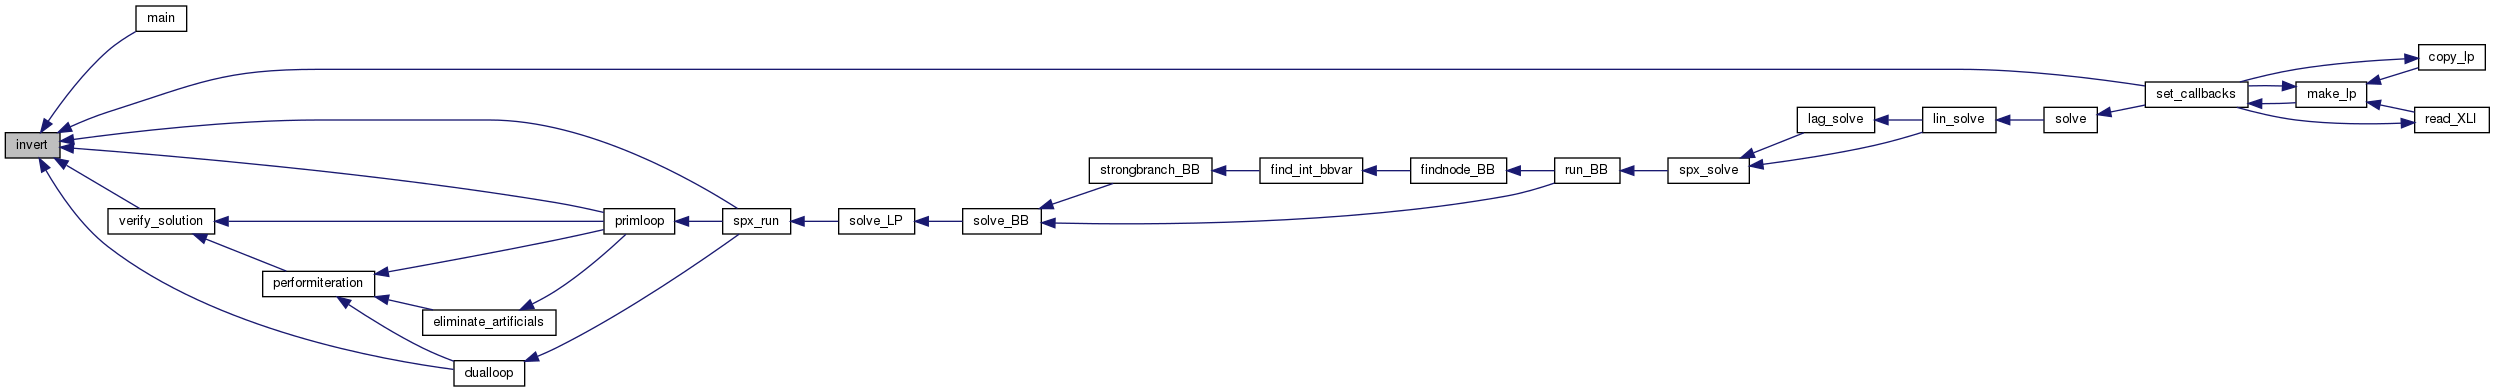 main
copy_lp
set_callbacks
make_lp
read_XLI
lag_solve
lin_solve
solve
invert
strongbranch_BB
find_int_bbvar
findnode_BB
run_BB
spx_solve
verify_solution
primloop
spx_run
solve_LP
solve_BB
performiteration
eliminate_artificials
dualloop